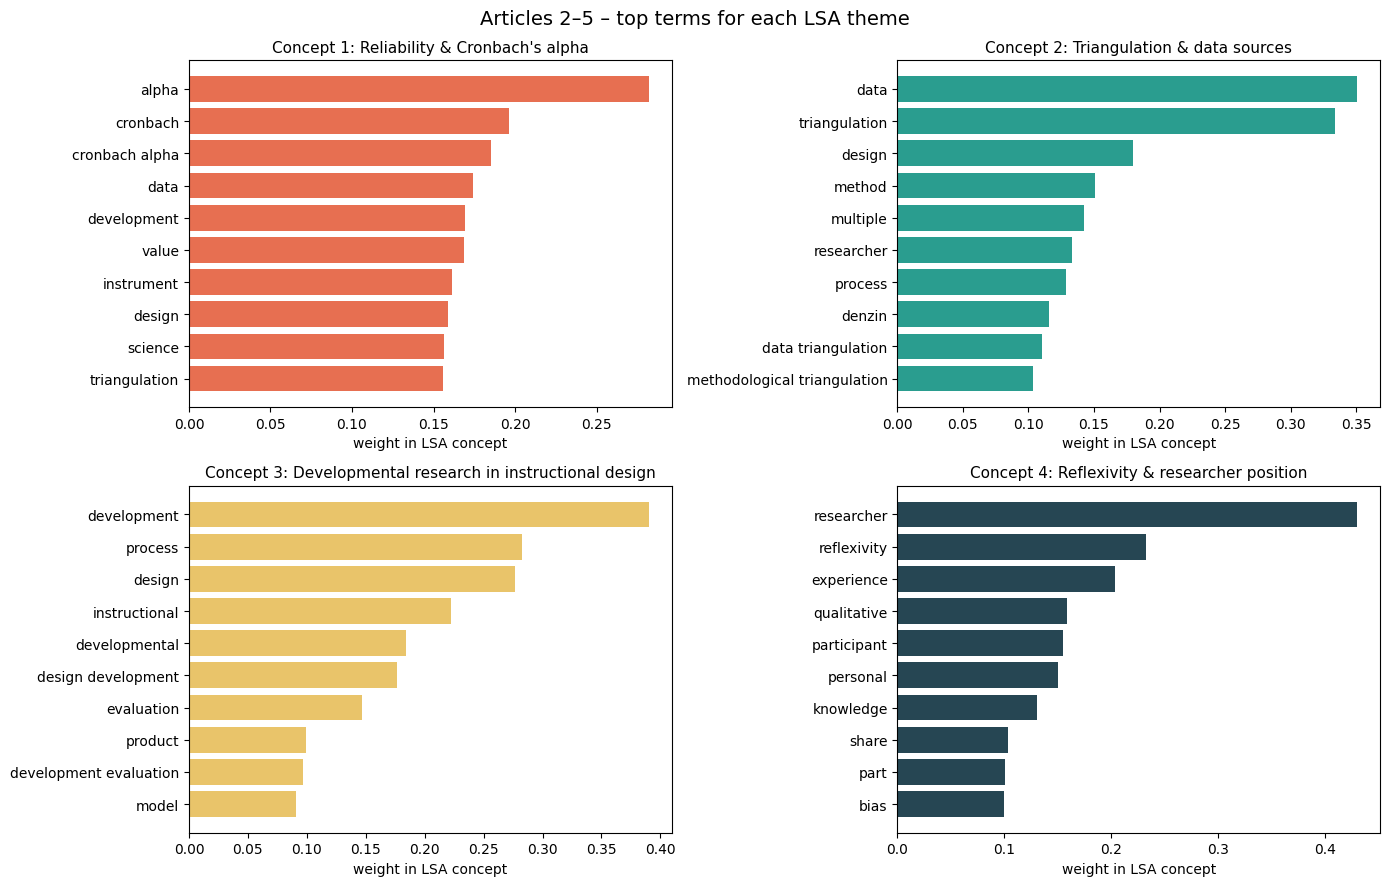 Articles 2–5 – top terms for each LSA theme
Concept 1: Reliability & Cronbach's alpha
alpha
cronbach
cronbach alpha
data
development
value
instrument
design
science
triangulation
0.00 0.05 0.10 0.15 0.20 0.25
weight in LSA concept
Concept 2: Triangulation & data sources
data
triangulation
design
method
multiple
researcher
process
denzin
data triangulation
methodological triangulation
0.00 0.05 0.10 0.15 0.20 0.25 0.30 0.35
weight in LSA concept
Concept 3: Developmental research in instructional design
development
process
design
instructional
developmental
design development
evaluation
product
development evaluation
model
0.00 0.05 0.10 0.15 0.20 0.25 0.30 0.35 0.40
weight in LSA concept
Concept 4: Reflexivity & researcher position
researcher
reflexivity
experience
qualitative
participant
personal
knowledge
share
part
bias
0.0 0.1 0.2 0.3 0.4
weight in LSA concept